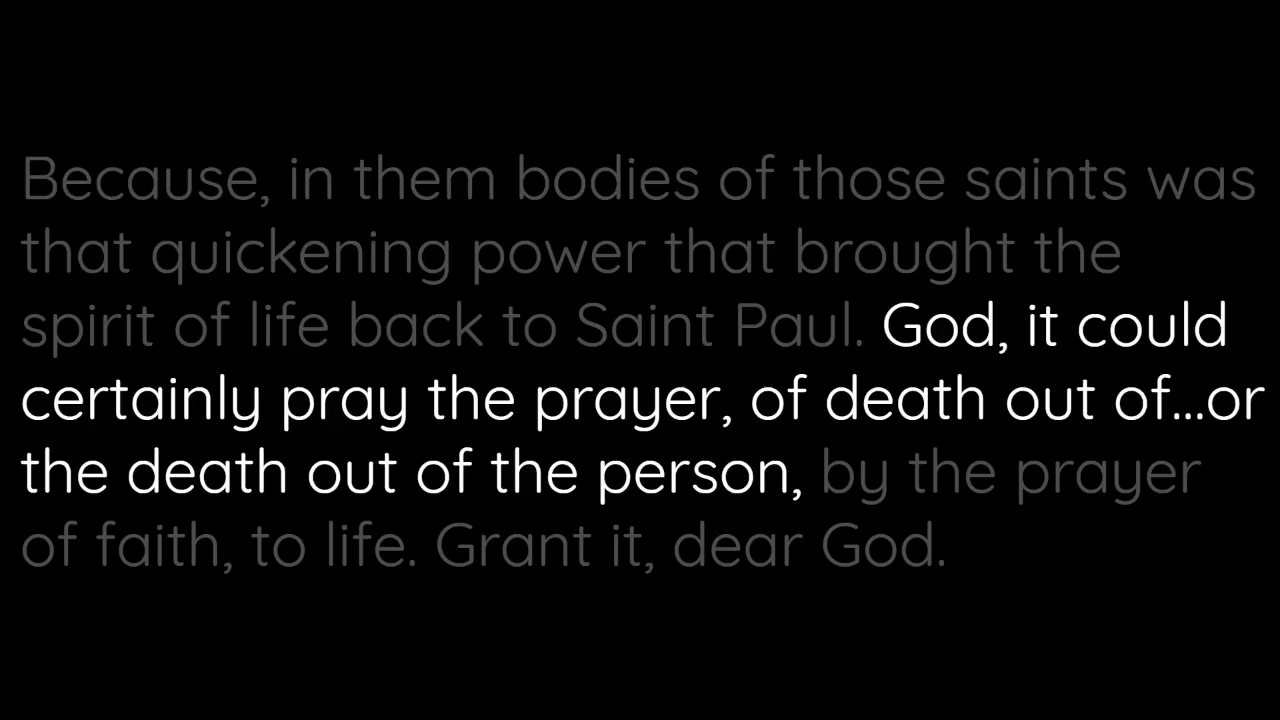 Because, in them bodies of those saints was
that quickening power that brought the
spirit of life back to Saint Paul. God, it could
certainly pray the prayer, of death out of...or
the death out of the person, by the prayer
of faith, to life. Grant it, dear God.